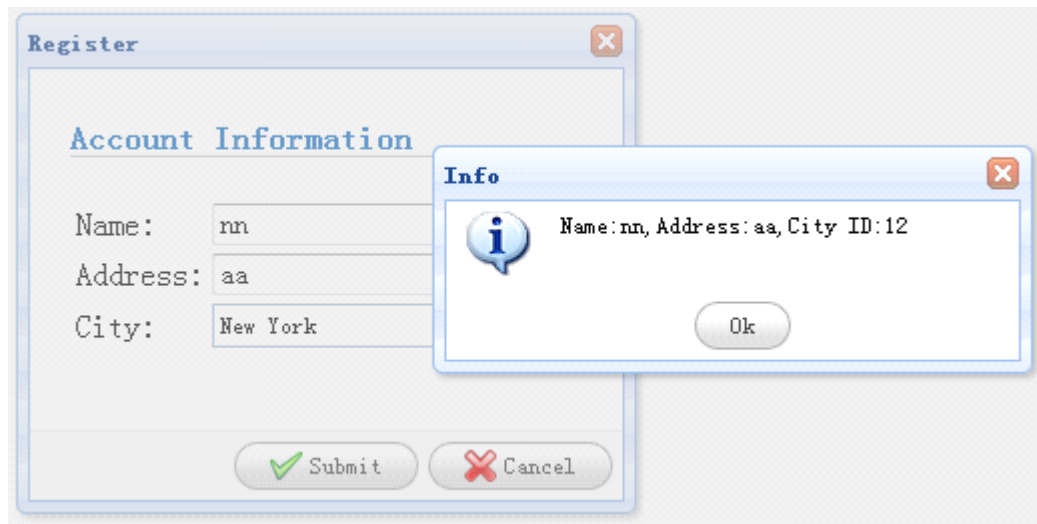 Register
Account Information
Name: nn
Address: aa
City: New York
Submit Cancel
Info
Name:nn,Address:aa,City ID:12
Ok